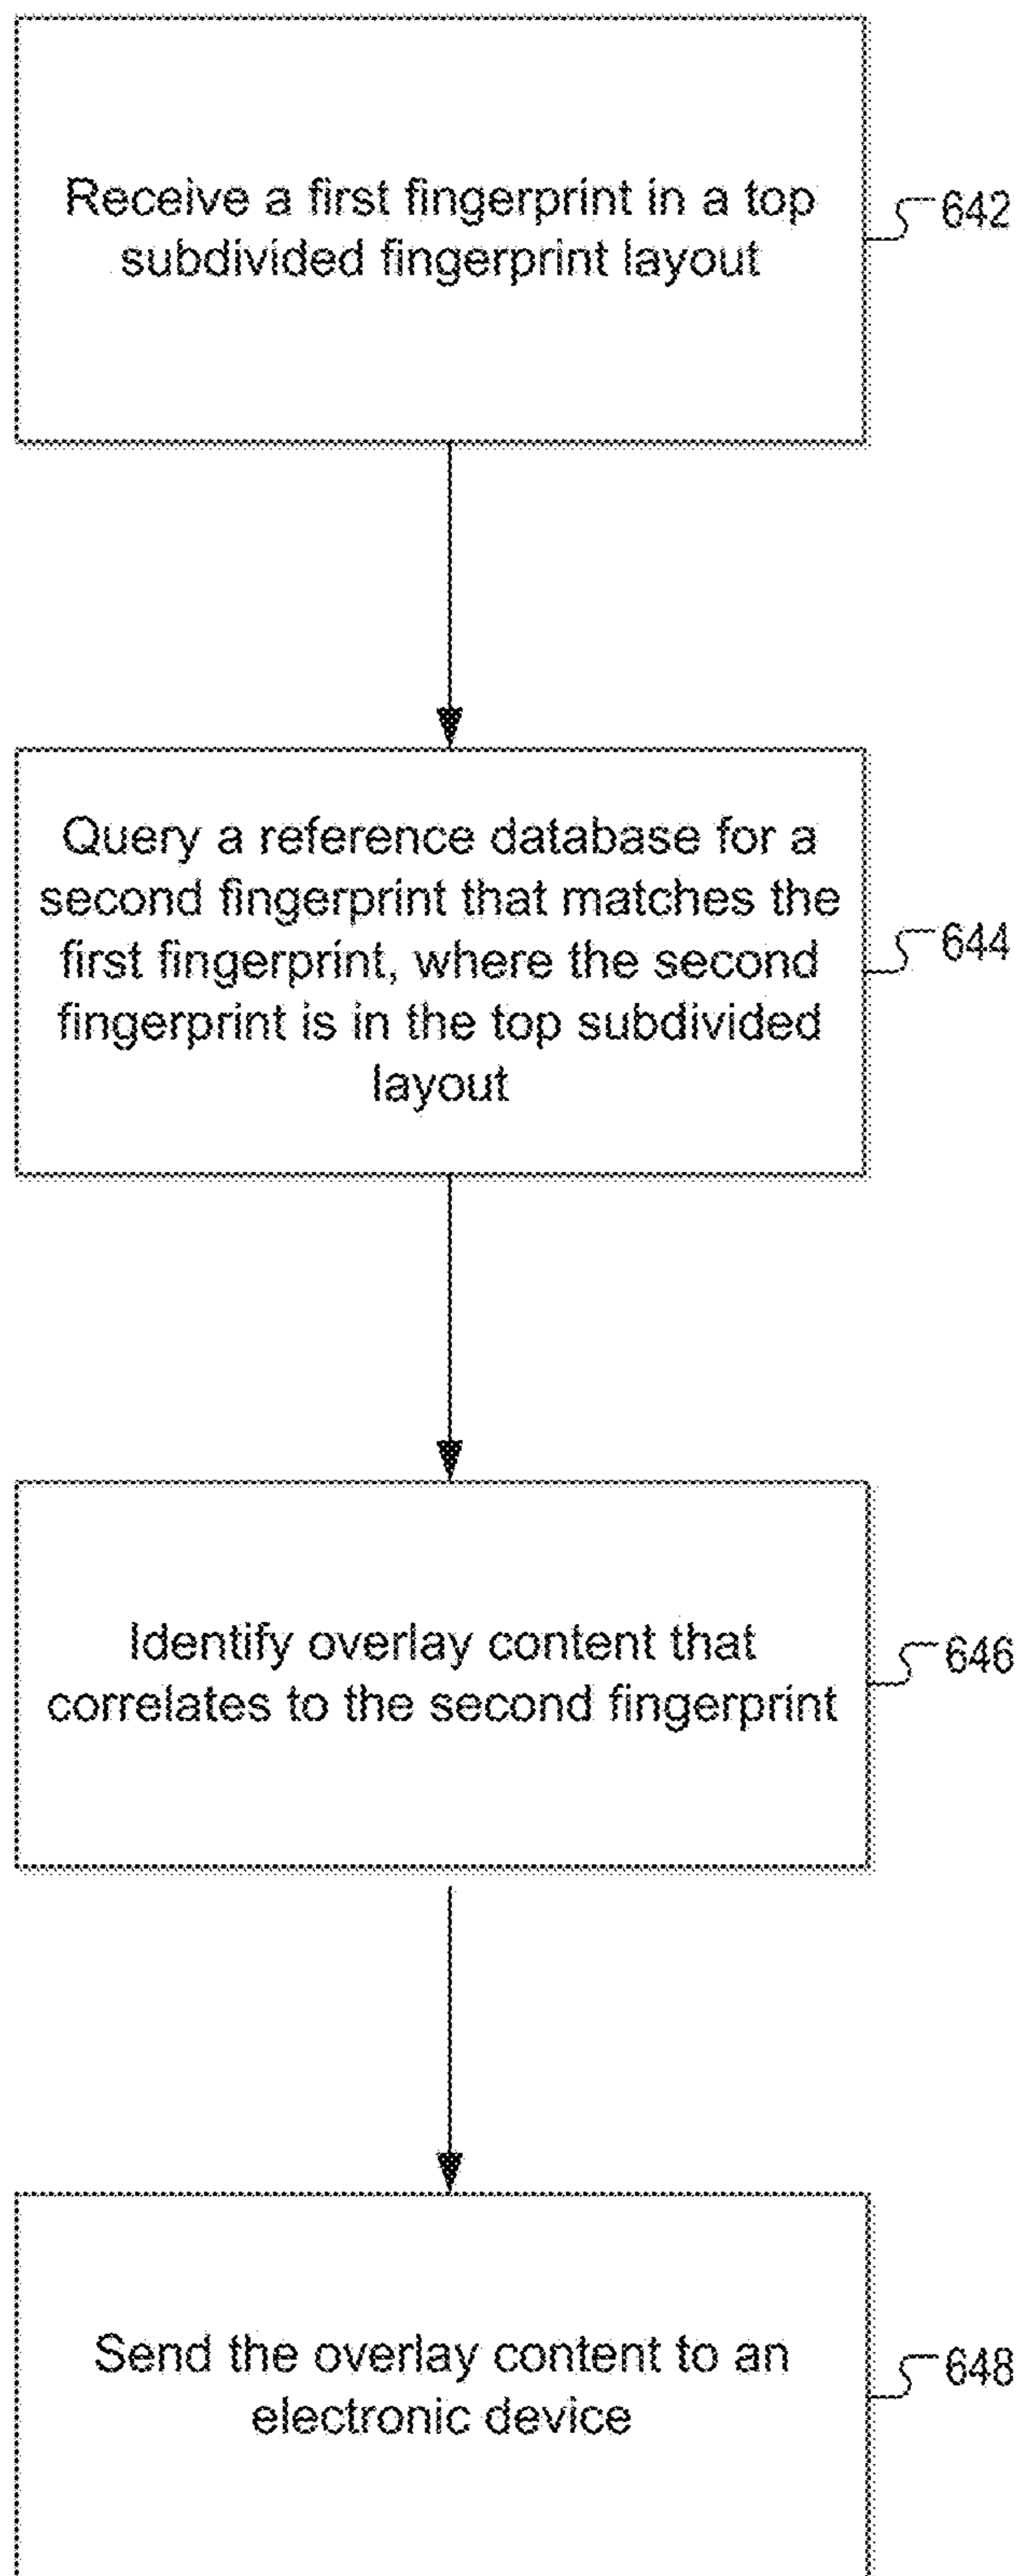 Receive a first fingerprint in a top
subdivided fingerprint layout
642
Query a reference database for a
second fingerprint that matches the
first fingerprint, where the second
fingerprint is in the top subdivided
layout
644
Identify overlay content that
correlates to the second fingerprint
646
Send the overlay content to an
electronic device
648